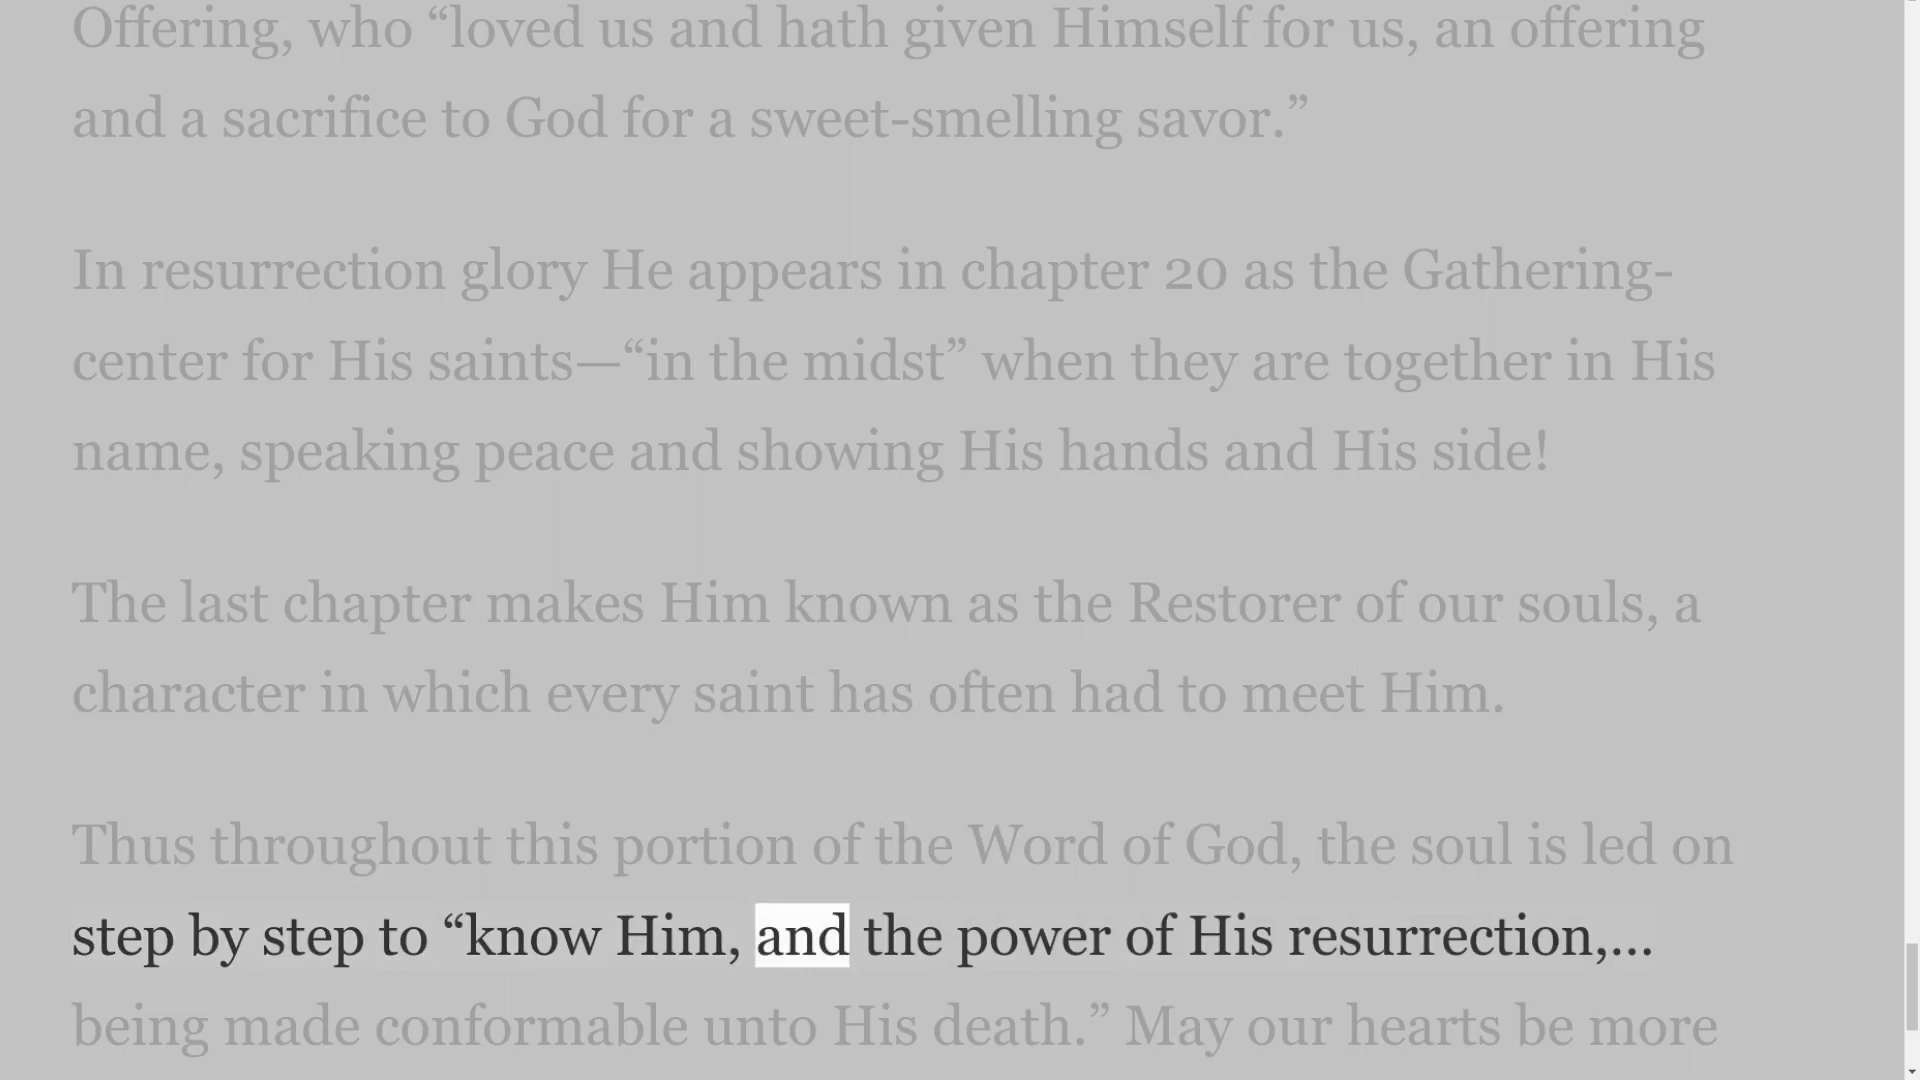 Offering, who “loved us and hath given Himself for us, an offering
and a sacrifice to God for a sweet-smelling savor.”
In resurrection glory He appears in chapter 20 as the Gathering-
center for His saints—“in the midst” when they are together in His
name, speaking peace and showing His hands and His side!
The last chapter makes Him known as the Restorer of our souls, a
character in which every saint has often had to meet Him.
Thus throughout this portion of the Word of God, the soul is led on
step by step to “know Him, and the power of His resurrection,...
being made conformable unto His death.” May our hearts be more